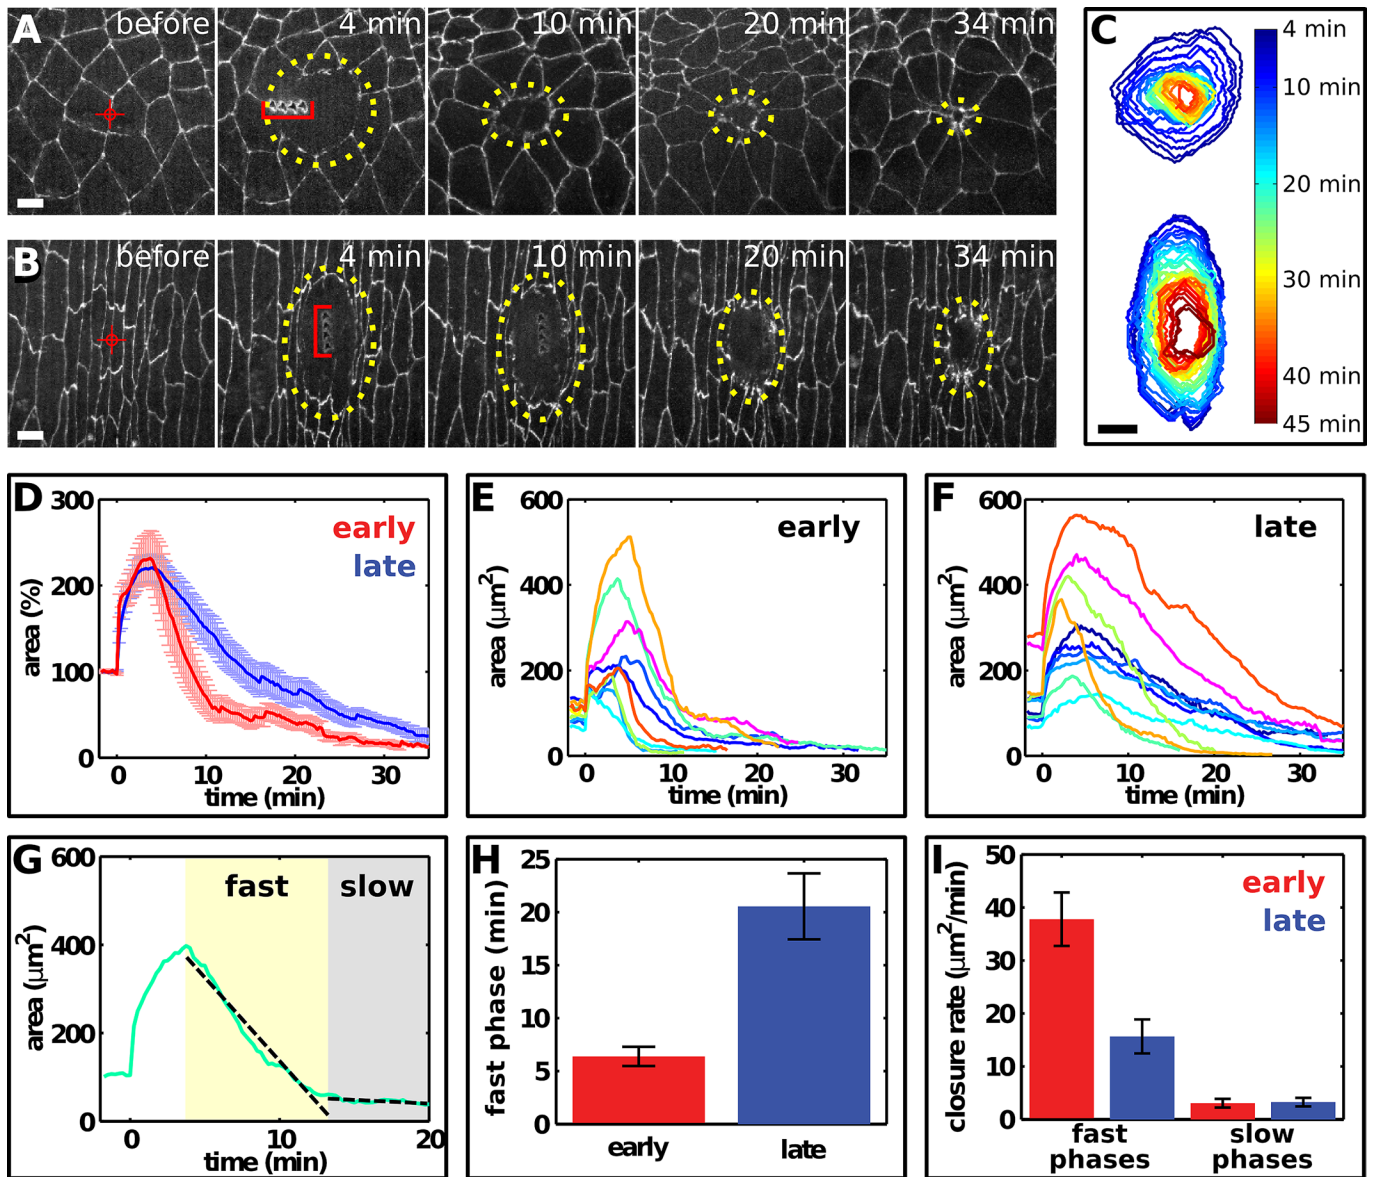 A before 4 min 10 min 20 min 34 min
B before 4 min 10 min 20 min 34 min
C
4 min
10 min
20 min
30 min
40 min
45 min
D
early
late
area (%)
300
200
100
0
0 10 20 30
time (min)
E
early
area (μm²)
600
400
200
0
0 10 20 30
time (min)
F
late
area (μm²)
600
400
200
0
0 10 20 30
time (min)
G
fast slow
area (μm²)
600
400
200
0
0 10 20
time (min)
H
fast phase (min)
25
20
15
10
5
0
early late
I
early
late
closure rate (μm²/min)
50
40
30
20
10
0
fast slow
phases phases